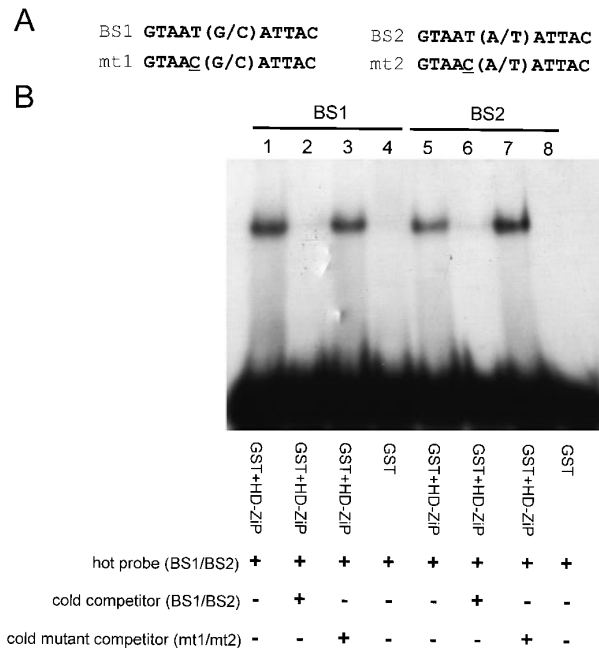 A
BS1 GTAAT(G/C)ATTAC BS2 GTAAT(A/T)ATTAC
mt1 GTAAC(G/C)ATTAC mt2 GTAAC(A/T)ATTAC
B
BS1 BS2
1 2 3 4 5 6 7 8
GST+HD-ZiP GST+HD-ZiP GST+HD-ZiP GST GST+HD-ZiP GST+HD-ZiP GST+HD-ZiP GST
hot probe (BS1/BS2) + + + + + + + +
cold competitor (BS1/BS2) - + - - - + - -
cold mutant competitor (mt1/mt2) - - + - - - + -